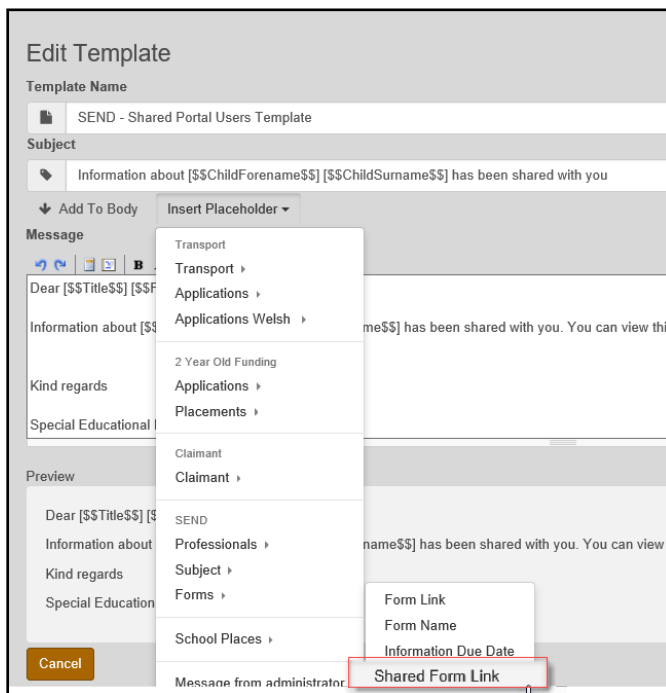 Edit Template
Template Name
SEND - Shared Portal Users Template
Subject
Information about [$$ChildForename$$] [$$ChildSurname$$] has been shared with you
Add To Body Insert Placeholder
Message
B
Dear [$$Title$$] [$$F
Information about [$$ me$$] has been shared with you. You can view thi
Kind regards
Special Educational
Transport
Transport
Applications
Applications Welsh
2 Year Old Funding
Applications
Placements
Claimant
Claimant
SEND
Professionals
Subject
Forms
School Places
Message from administrator
Form Link
Form Name
Information Due Date
Shared Form Link
Preview
Dear [$$Title$$] [$
Information about name$$] has been shared with you. You can view
Kind regards
Special Education
Cancel